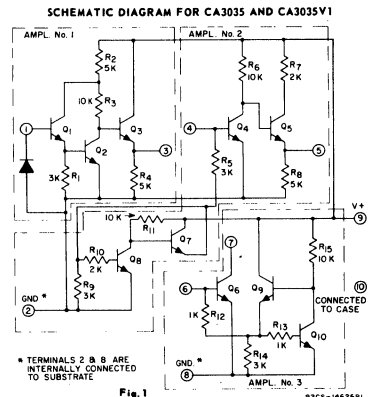 SCHEMATIC DIAGRAM FOR CA3035 AND CA3035V1
AMPL. No. 1
AMPL. No. 2
R2
5K
10K
R3
R6
10K
R7
2K
1
Q1
Q2
Q3
3
4
Q4
Q5
5
3K
R1
R4
5K
R5
3K
R8
5K
10K
R11
Q7
7
V+
9
R10
2K
Q8
R9
3K
R15
10K
6
Q6
Q9
10
CONNECTED
TO CASE
GND *
2
1K
R12
R13
1K
Q10
R14
3K
GND. *
8
AMPL. No. 3
* TERMINALS 2 & 8 ARE
INTERNALLY CONNECTED
TO SUBSTRATE
Fig. 1